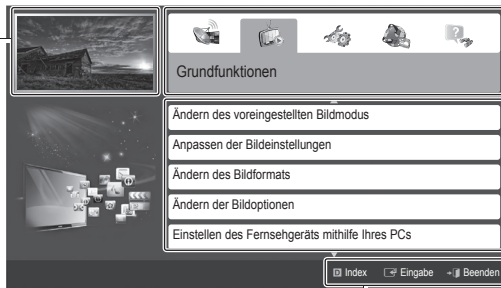 Grundfunktionen
Ändern des voreingestellten Bildmodus
Anpassen der Bildeinstellungen
Ändern des Bildformats
Ändern der Bildoptionen
Einstellen des Fernsehgeräts mithilfe Ihres PCs
Index Eingabe Beenden